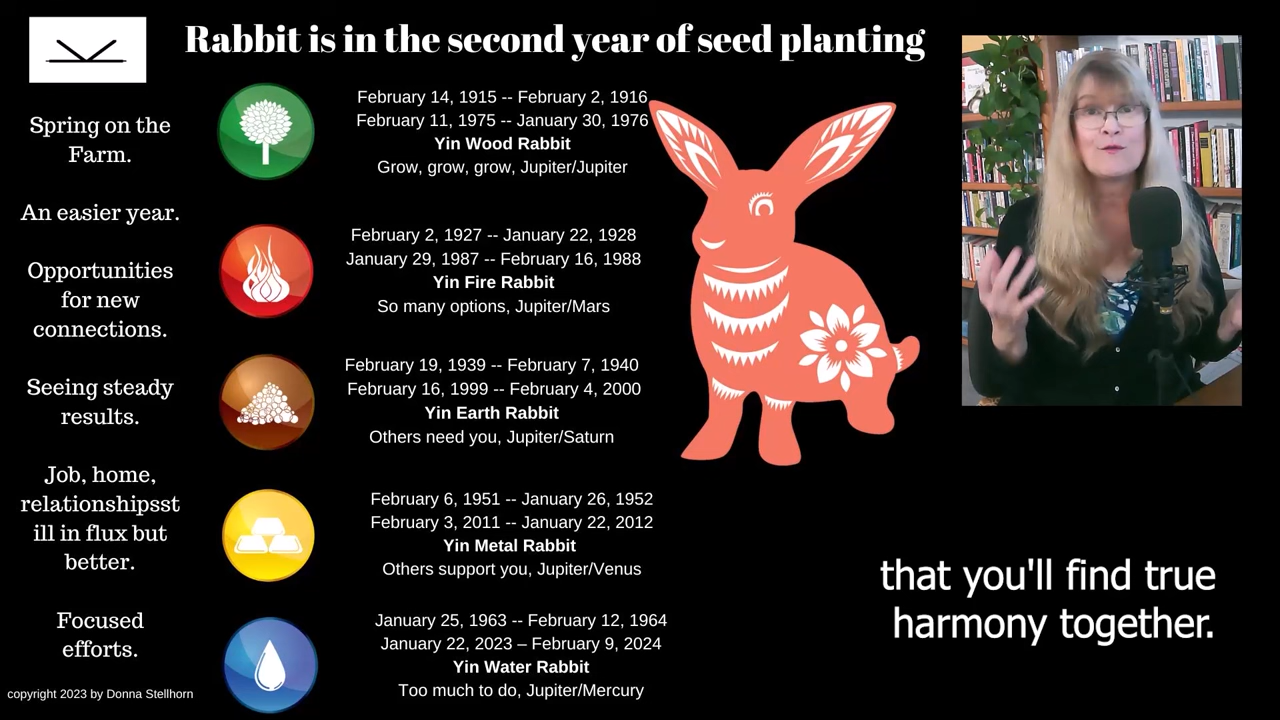 Rabbit is in the second year of seed planting
Spring on the
Farm.
An easier year.
Opportunities
for new
connections.
Seeing steady
results.
Job, home,
relationshipsst
ill in flux but
better.
Focused
efforts.
copyright 2023 by Donna Stellhorn
February 14, 1915 -- February 2, 1916
February 11, 1975 -- January 30, 1976
Yin Wood Rabbit
Grow, grow, grow, Jupiter/Jupiter
February 2, 1927 -- January 22, 1928
January 29, 1987 -- February 16, 1988
Yin Fire Rabbit
So many options, Jupiter/Mars
February 19, 1939 -- February 7, 1940
February 16, 1999 -- February 4, 2000
Yin Earth Rabbit
Others need you, Jupiter/Saturn
February 6, 1951 -- January 26, 1952
February 3, 2011 -- January 22, 2012
Yin Metal Rabbit
Others support you, Jupiter/Venus
January 25, 1963 -- February 12, 1964
January 22, 2023 – February 9, 2024
Yin Water Rabbit
Too much to do, Jupiter/Mercury
that you'll find true
harmony together.